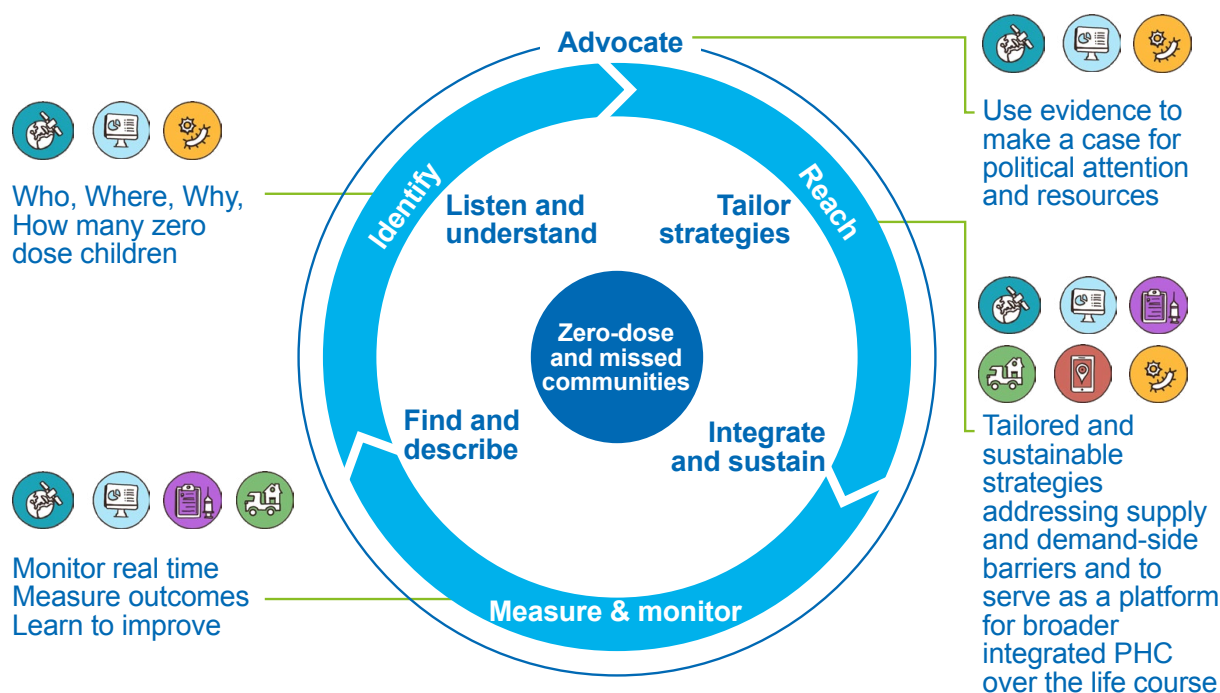 Advocate
Use evidence to
make a case for
political attention
and resources
Who, Where, Why,
How many zero
dose children
Identify
Reach
Listen and
understand
Tailor
strategies
Zero-dose
and missed
communities
Find and
describe
Integrate
and sustain
Tailored and
sustainable
strategies
addressing supply
and demand-side
barriers and to
serve as a platform
for broader
integrated PHC
over the life course
Monitor real time
Measure outcomes
Learn to improve
Measure & monitor